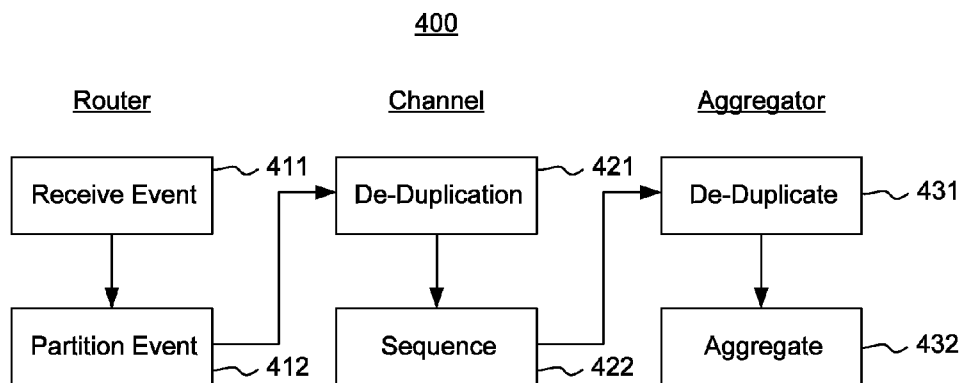 400
Router
Channel
Aggregator
Receive Event
411
De-Duplication
421
De-Duplicate
431
Partition Event
412
Sequence
422
Aggregate
432